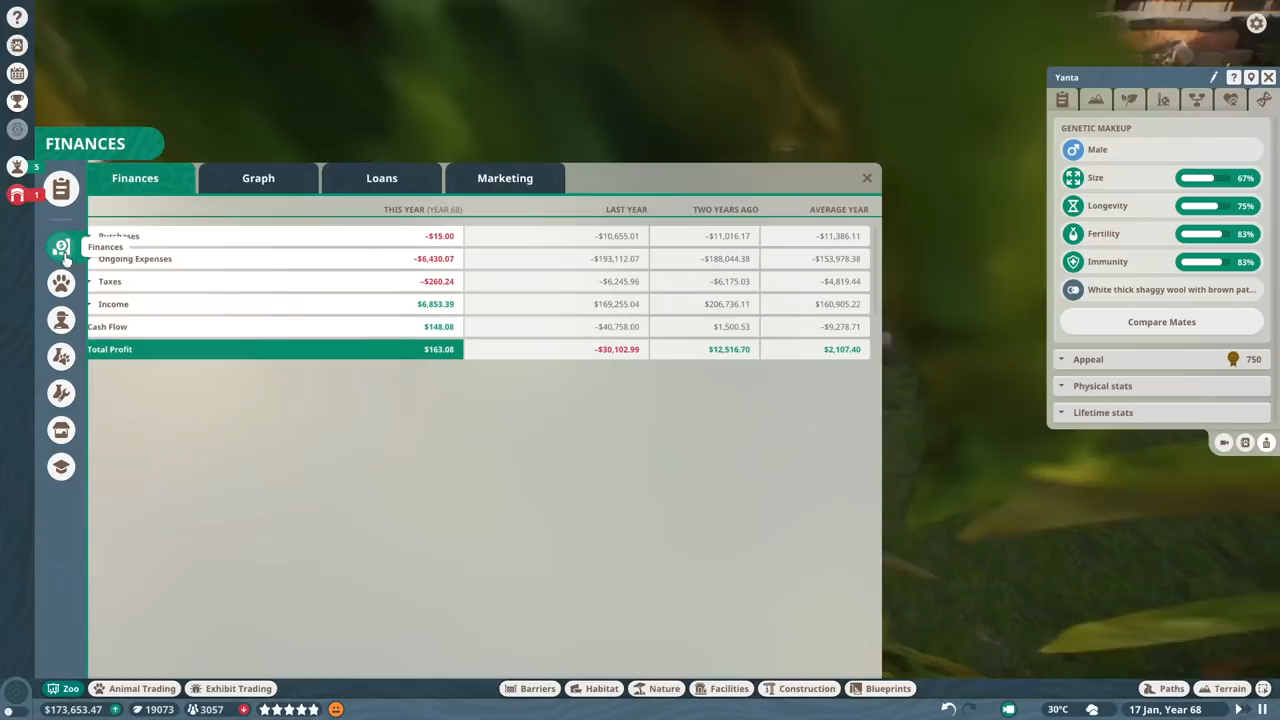 FINANCES
5
1
Finances Graph Loans Marketing
THIS YEAR (YEAR 68) LAST YEAR TWO YEARS AGO AVERAGE YEAR
Purchases –$15.00 –$10,655.01 –$11,016.17 –$11,386.11
Finances
Ongoing Expenses –$6,430.07 –$193,112.07 –$188,044.38 –$153,978.38
Taxes –$260.24 –$6,245.96 –$6,175.03 –$4,819.44
Income $6,853.39 $169,255.04 $206,736.11 $160,905.22
Cash Flow $148.08 –$40,758.00 $1,500.53 –$9,278.71
Total Profit $163.08 –$30,102.99 $12,516.70 $2,107.40
Yanta
GENETIC MAKEUP
Male
Size 67%
Longevity 75%
Fertility 83%
Immunity 83%
White thick shaggy wool with brown pat...
Compare Mates
Appeal 750
Physical stats
Lifetime stats
Zoo Animal Trading Exhibit Trading Barriers Habitat Nature Facilities Construction Blueprints Paths Terrain
$173,653.47 19073 3057 30°C 17 Jan, Year 68